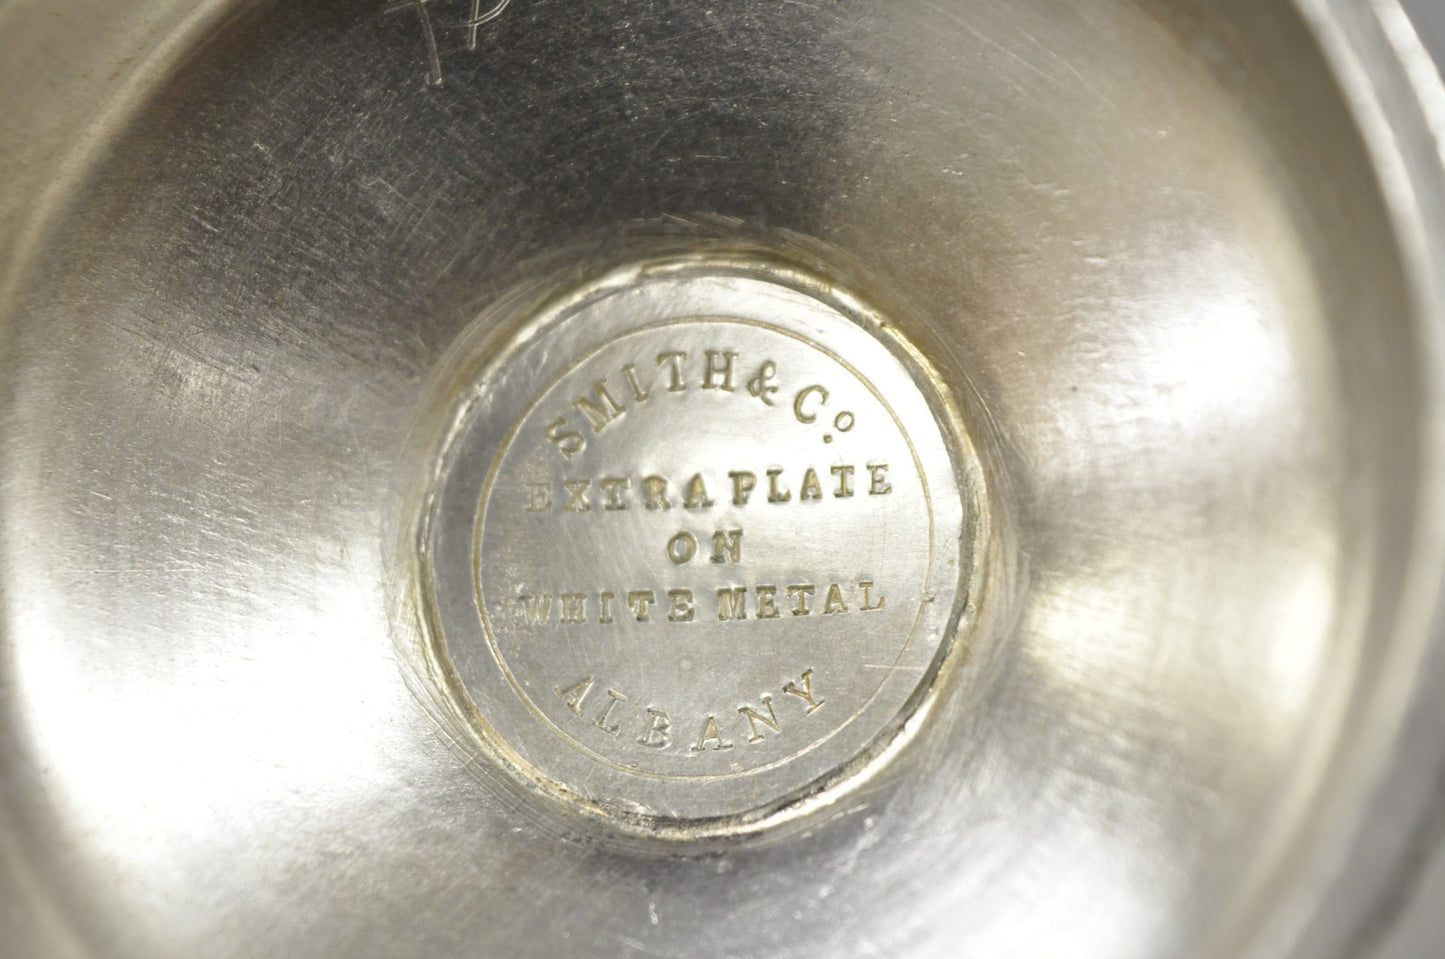 SMITH & Co.
EXTRA PLATE
ON
WHITE METAL
ALBANY